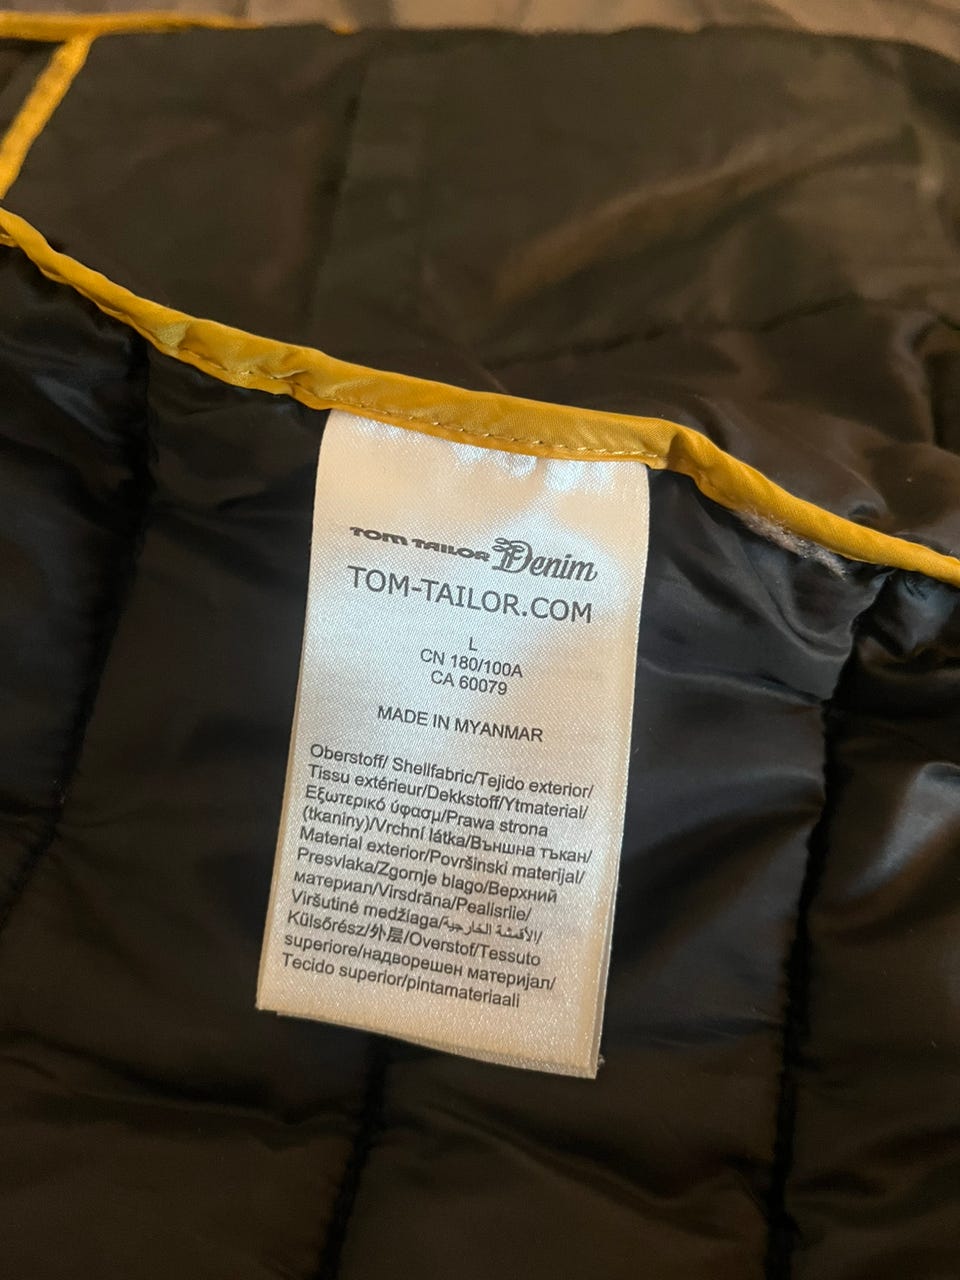 TOM TAILOR Denim
TOM-TAILOR.COM
L
CN 180/100A
CA 60079
MADE IN MYANMAR
Oberstoff/ Shellfabric/Tejido exterior/
Tissu extérieur/Dekkstoff/Ytmaterial/
Εξωτερικό ύφασμ/Prawa strona
(tkaniny)/Vrchní látka/Външна тъкан/
Material exterior/Površinski materijal/
Presvlaka/Zgornje blago/Верхний
материал/Virsdrāna/Pealisriie/
Viršutinė medžiaga/الأقمشة الخارجية/
Külsőrész/外层/Overstof/Tessuto
superiore/надворешен материјал/
Tecido superior/pintamateriaali